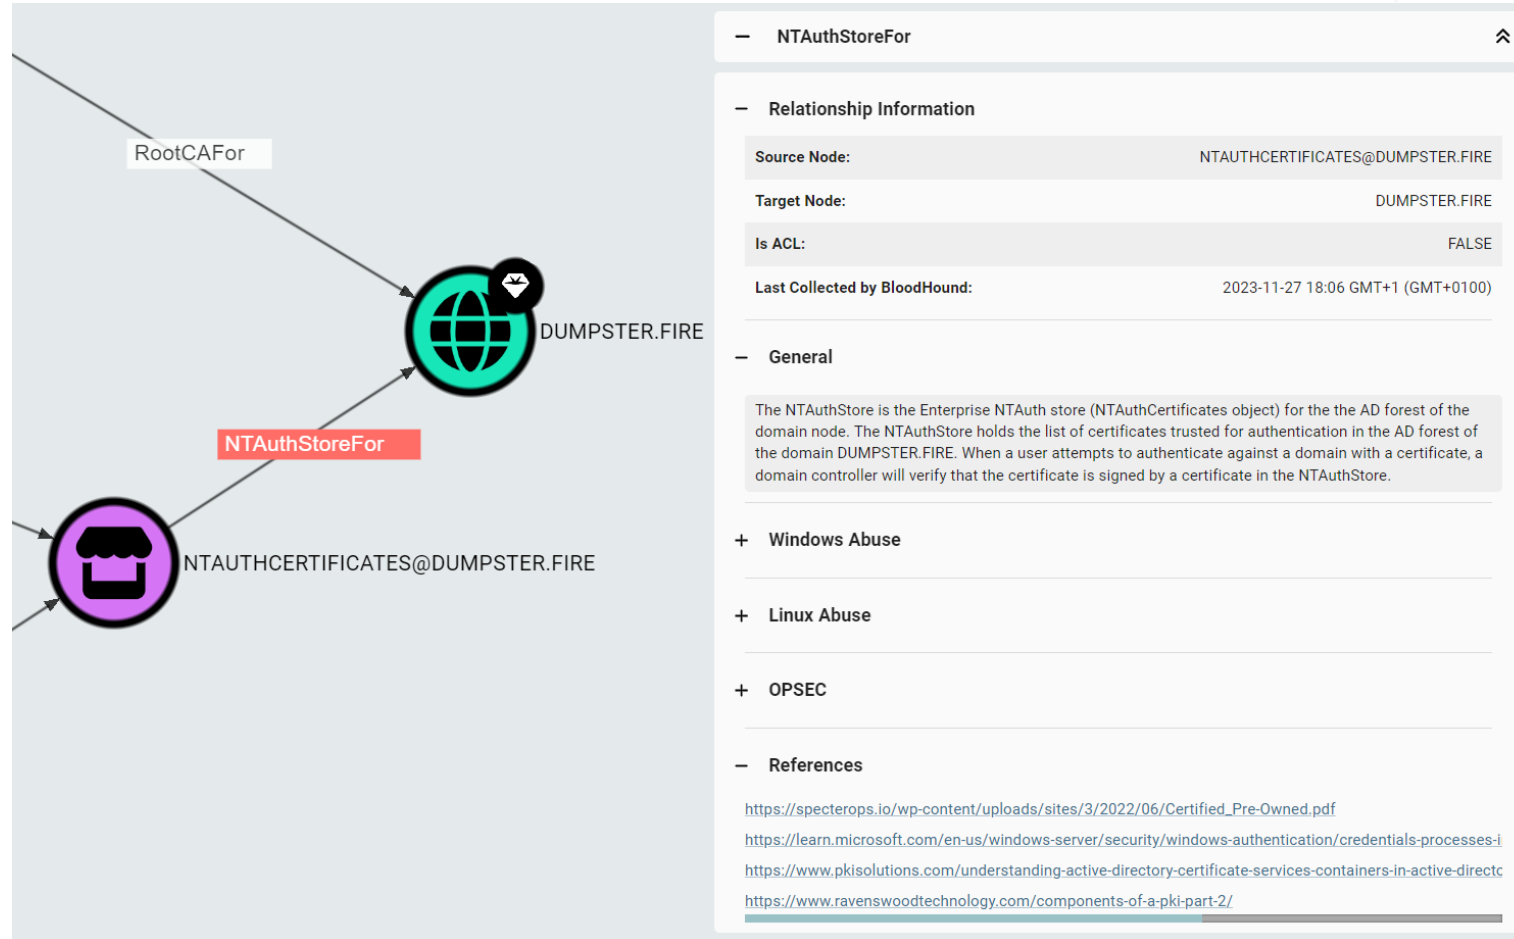 RootCAFor
DUMPSTER.FIRE
NTAuthStoreFor
NTAUTHCERTIFICATES@DUMPSTER.FIRE
NTAuthStoreFor
Relationship Information
Source Node: NTAUTHCERTIFICATES@DUMPSTER.FIRE
Target Node: DUMPSTER.FIRE
Is ACL: FALSE
Last Collected by BloodHound: 2023-11-27 18:06 GMT+1 (GMT+0100)
General
The NTAuthStore is the Enterprise NTAuth store (NTAuthCertificates object) for the the AD forest of the
domain node. The NTAuthStore holds the list of certificates trusted for authentication in the AD forest of
the domain DUMPSTER.FIRE. When a user attempts to authenticate against a domain with a certificate, a
domain controller will verify that the certificate is signed by a certificate in the NTAuthStore.
Windows Abuse
Linux Abuse
OPSEC
References
https://specterops.io/wp-content/uploads/sites/3/2022/06/Certified_Pre-Owned.pdf
https://learn.microsoft.com/en-us/windows-server/security/windows-authentication/credentials-processes-i
https://www.pkisolutions.com/understanding-active-directory-certificate-services-containers-in-active-directo
https://www.ravenswoodtechnology.com/components-of-a-pki-part-2/